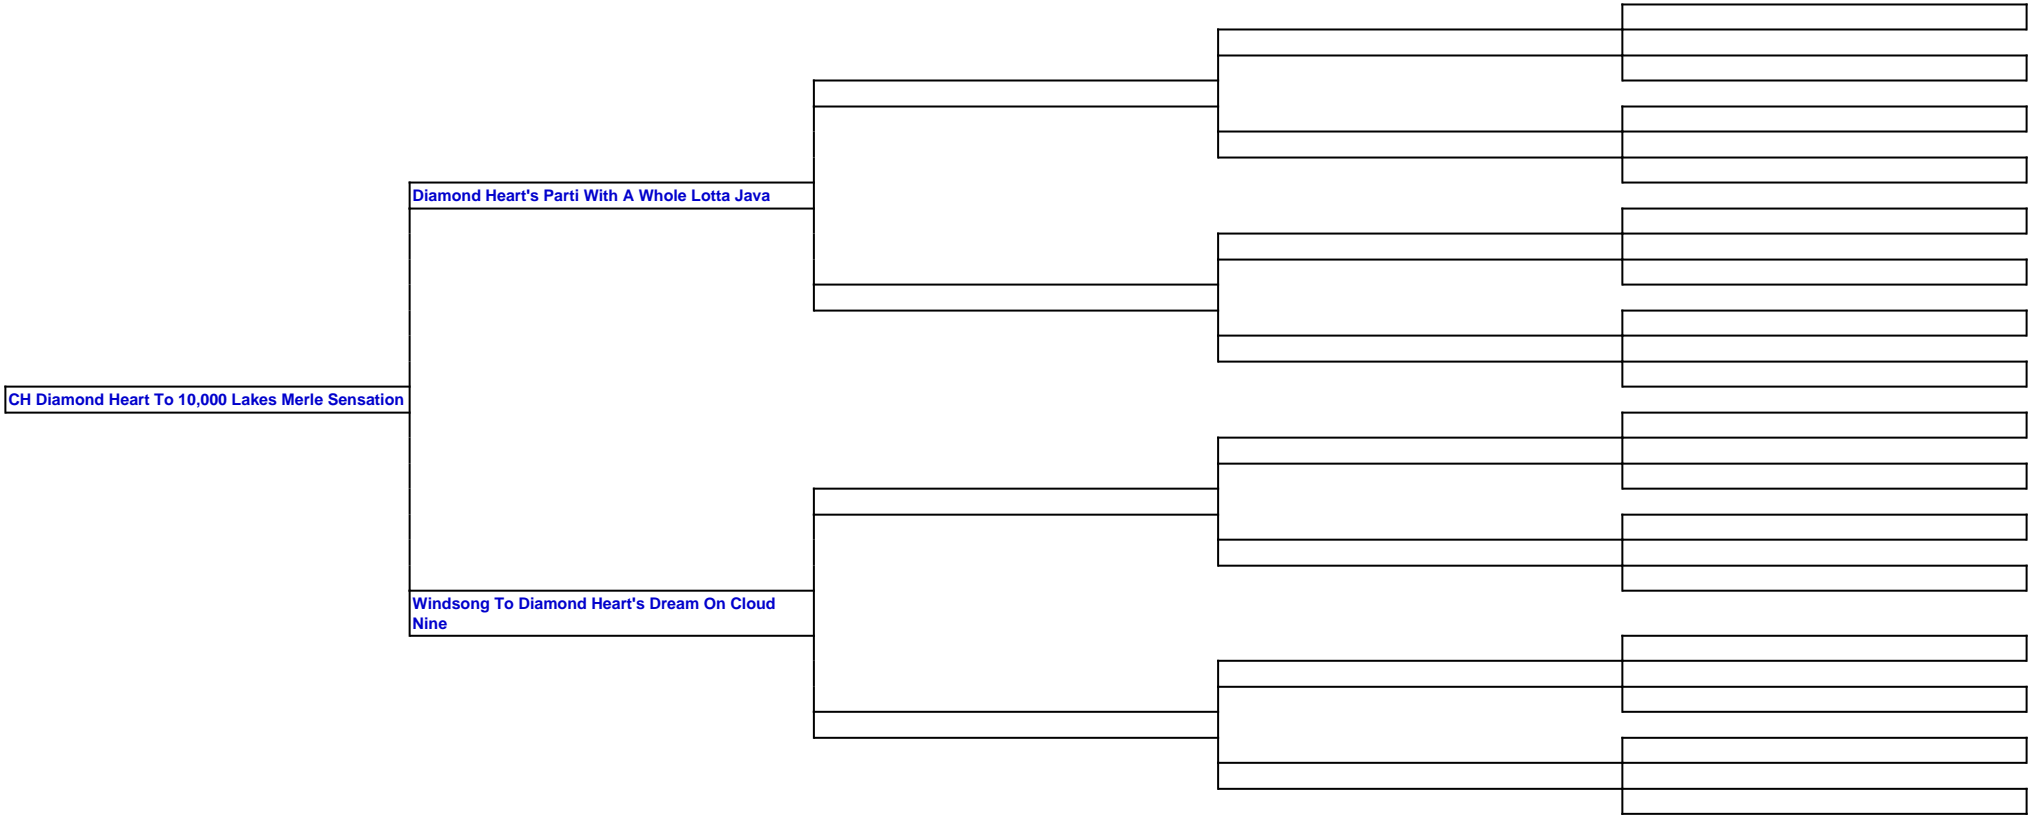 Diamond Heart's Parti With A Whole Lotta Java
CH Diamond Heart To 10,000 Lakes Merle Sensation
Windsong To Diamond Heart's Dream On Cloud
Nine